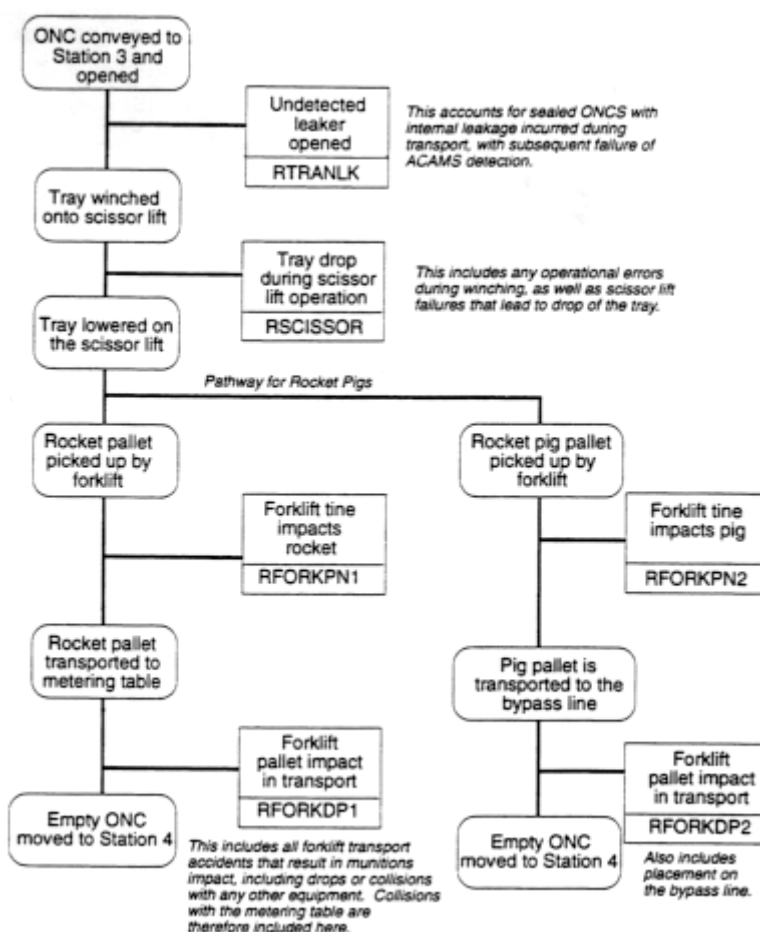 ONC conveyed to
Station 3 and
opened
Undetected
leaker
opened
RTRANLK
This accounts for sealed ONCS with
internal leakage incurred during
transport, with subsequent failure of
ACAMS detection.
Tray winched
onto scissor lift
Tray drop
during scissor
lift operation
RSCISSOR
This includes any operational errors
during winching, as well as scissor lift
failures that lead to drop of the tray.
Tray lowered on
the scissor lift
Pathway for Rocket Pigs
Rocket pallet
picked up by
forklift
Rocket pig pallet
picked up by
forklift
Forklift tine
impacts
rocket
RFORKPN1
Forklift tine
impacts pig
RFORKPN2
Rocket pallet
transported to
metering table
Pig pallet is
transported to the
bypass line
Forklift
pallet impact
in transport
RFORKDP1
Forklift
pallet impact
in transport
RFORKDP2
Empty ONC
moved to Station 4
Empty ONC
moved to Station 4
This includes all forklift transport
accidents that result in munitions
impact, including drops or collisions
with any other equipment. Collisions
with the metering table are
therefore included here.
Also includes
placement on
the bypass line.